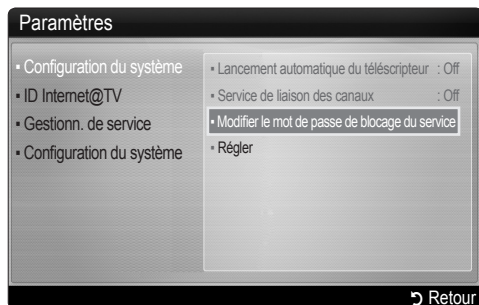 Paramètres
▪ Configuration du système
▪ ID Internet@TV
▪ Gestionn. de service
▪ Configuration du système
▪ Lancement automatique du téléscripteur : Off
▪ Service de liaison des canaux : Off
▪ Modifier le mot de passe de blocage du service
▪ Régler
Retour